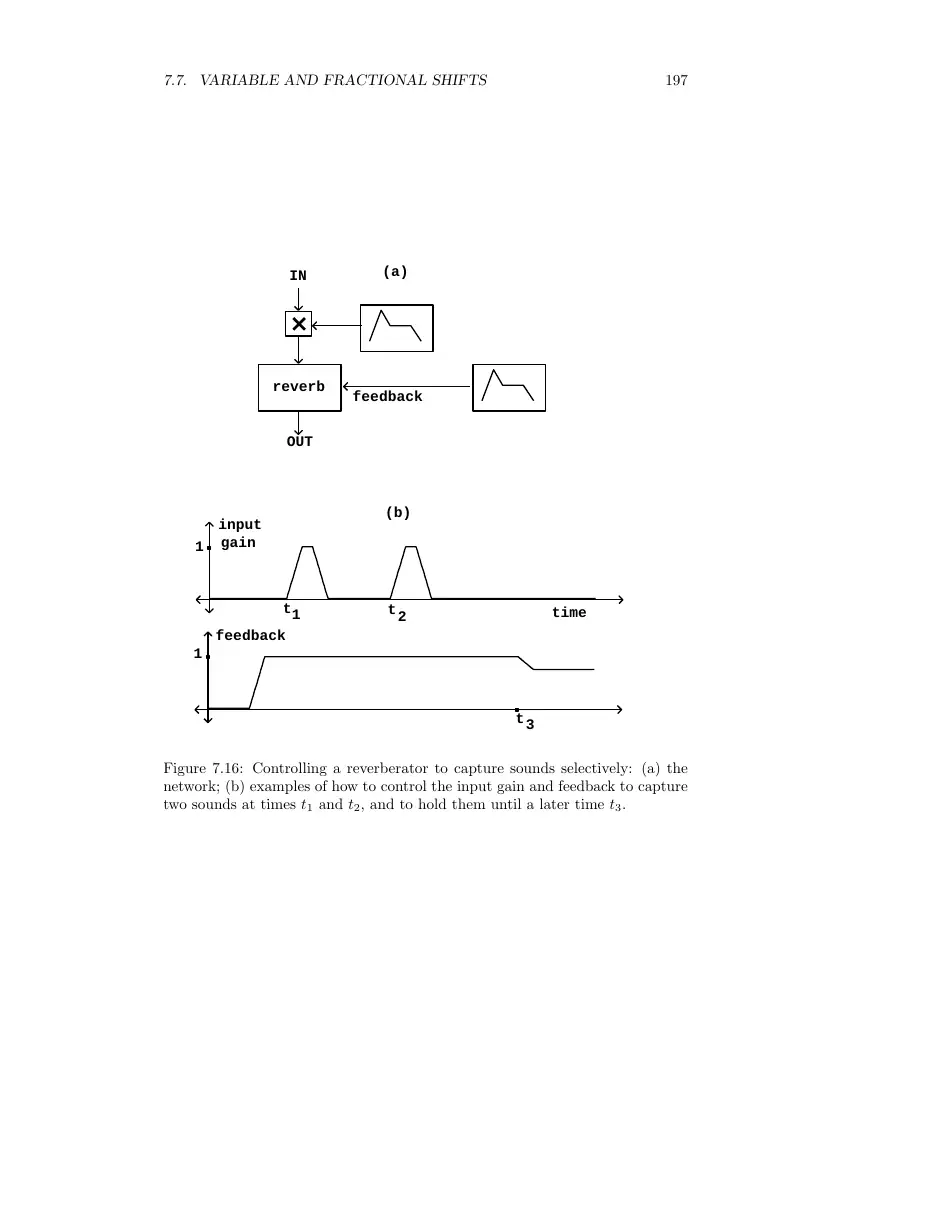 7.7. VARIABLE AND FRACTIONAL SHIFTS 197
(a)
IN
reverb
feedback
OUT
(b)
input
gain
1
t1
t2
time
feedback
1
t3
Figure 7.16: Controlling a reverberator to capture sounds selectively: (a) the
network; (b) examples of how to control the input gain and feedback to capture
two sounds at times t1 and t2, and to hold them until a later time t3.